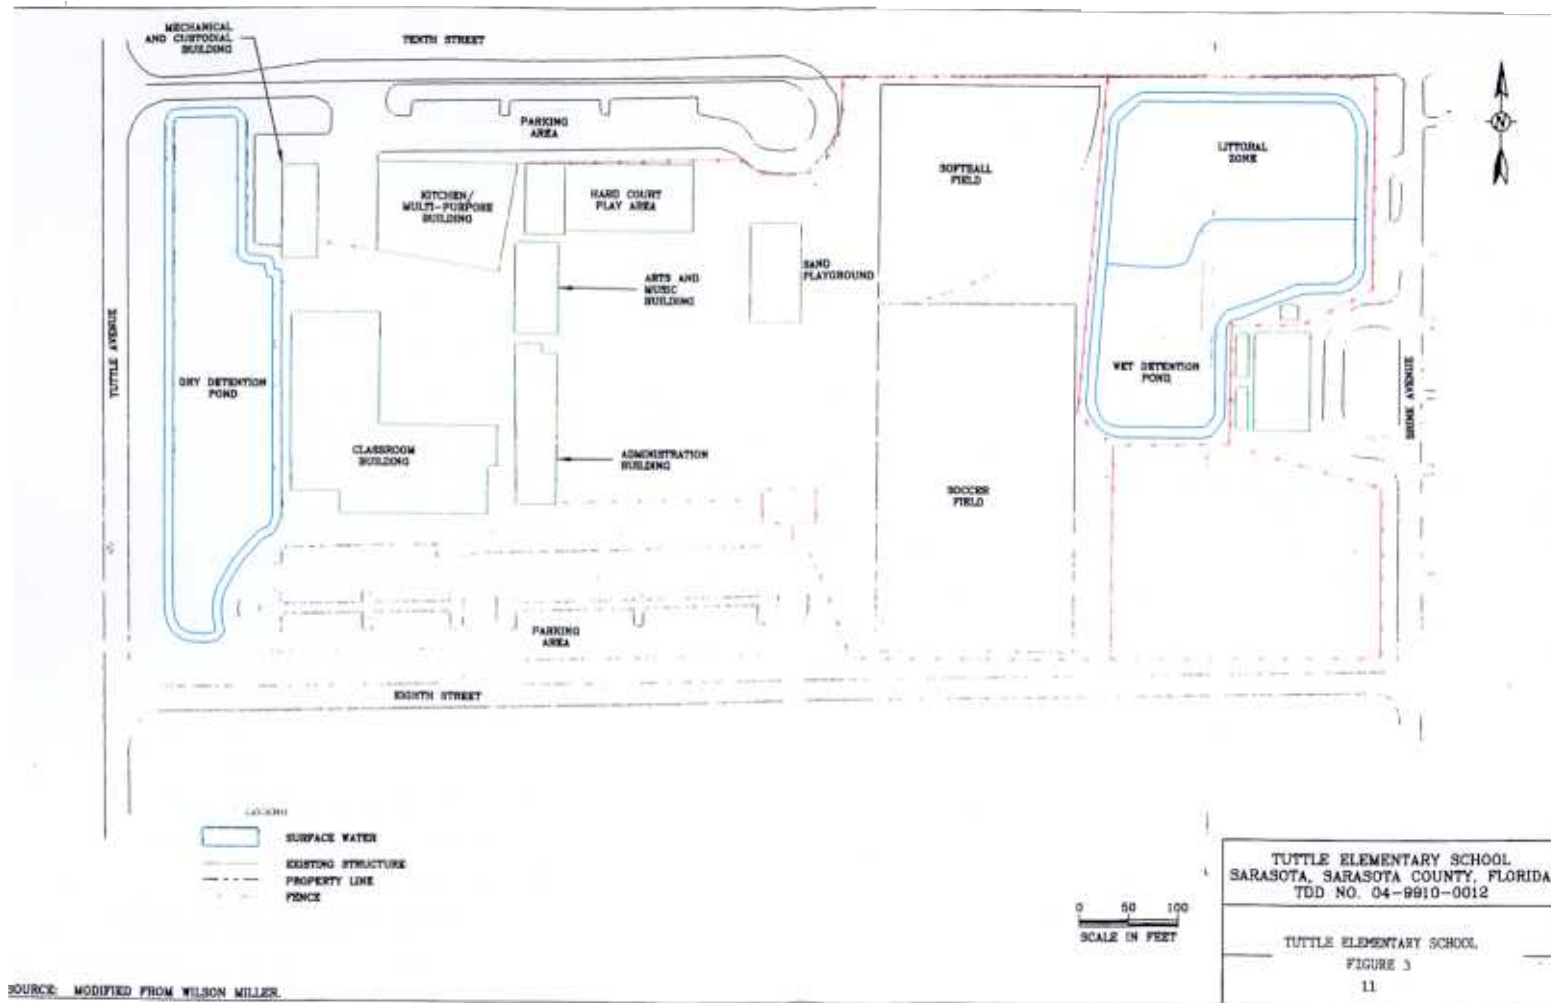 MECHANICAL
AND CUSTODIAL
BUILDING
TENTH STREET
PARKING
AREA
LITTORAL
ZONE
N
SOFTBALL
FIELD
KITCHEN/
MULTI-PURPOSE
BUILDING
HARD COURT
PLAY AREA
SAND
PLAYGROUND
ARTS AND
MUSIC
BUILDING
TUTTLE AVENUE
DRY DETENTION
POND
WET DETENTION
POND
SHINE AVENUE
CLASSROOM
BUILDING
ADMINISTRATION
BUILDING
SOCCER
FIELD
PARKING
AREA
EIGHTH STREET
LEGEND
SURFACE WATER
EXISTING STRUCTURE
PROPERTY LINE
FENCE
0 50 100
SCALE IN FEET
TUTTLE ELEMENTARY SCHOOL
SARASOTA, SARASOTA COUNTY, FLORIDA
TDD NO. 04-9910-0012
TUTTLE ELEMENTARY SCHOOL
FIGURE 3
11
SOURCE: MODIFIED FROM WILSON MILLER.